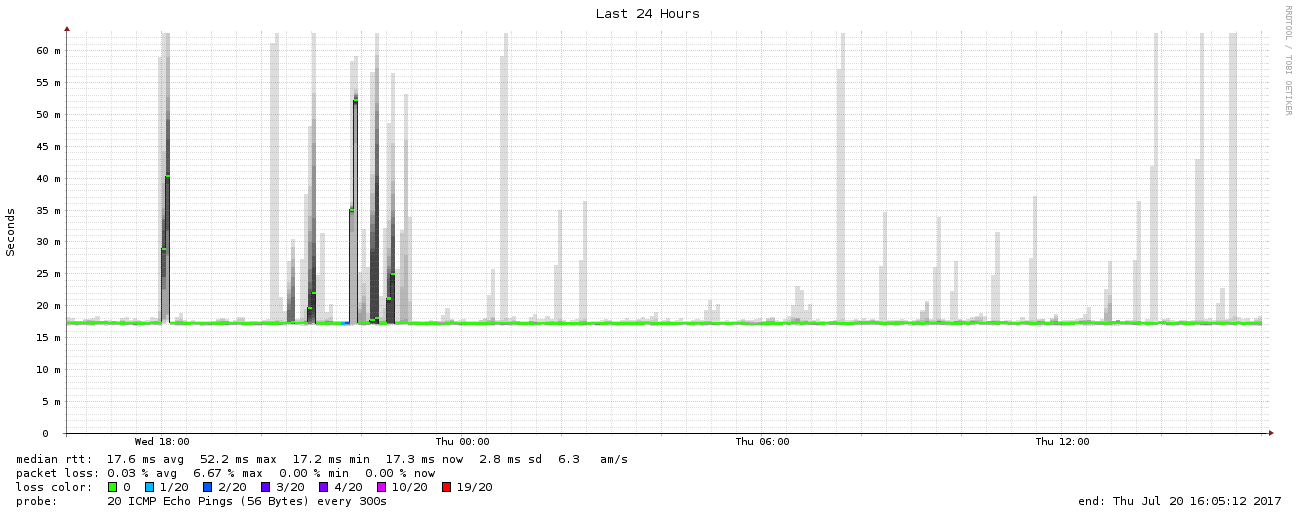 Last 24 Hours
RRDTOOL / TOBI OETIKER
Seconds
60 m
55 m
50 m
45 m
40 m
35 m
30 m
25 m
20 m
15 m
10 m
5 m
0
Wed 18:00 Thu 00:00 Thu 06:00 Thu 12:00
median rtt: 17.6 ms avg 52.2 ms max 17.2 ms min 17.3 ms now 2.8 ms sd 6.3 am/s
packet loss: 0.03 % avg 6.67 % max 0.00 % min 0.00 % now
loss color: 0 1/20 2/20 3/20 4/20 10/20 19/20
probe: 20 ICMP Echo Pings (56 Bytes) every 300s end: Thu Jul 20 16:05:12 2017